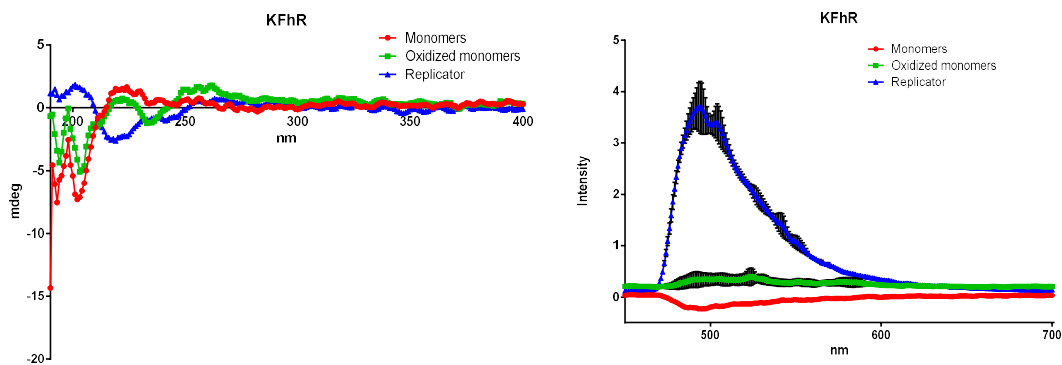 KFhR
Monomers
Oxidized monomers
Replicator
5
0
-5
-10
-15
-20
200
250
300
350
400
nm
mdeg
KFhR
Monomers
Oxidized monomers
Replicator
5
4
3
2
1
0
500
600
700
nm
Intensity